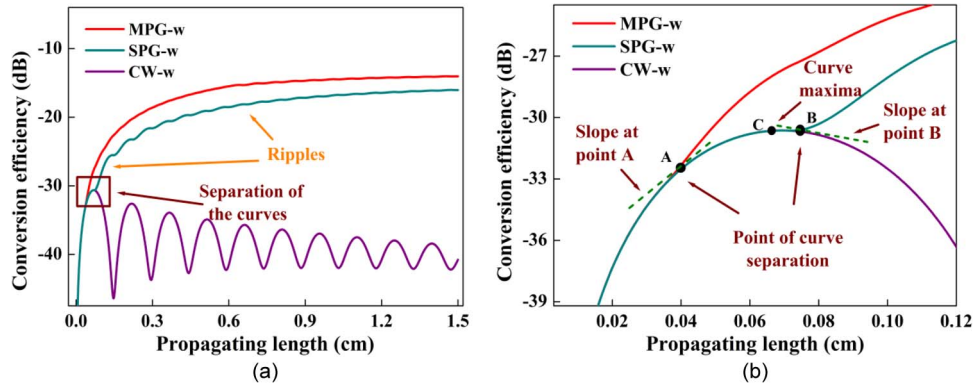 MPG-w
SPG-w
CW-w
Ripples
Separation of
the curves
Conversion efficiency (dB)
-10
-20
-30
-40
0.0 0.3 0.6 0.9 1.2 1.5
Propagating length (cm)
(a)
MPG-w
SPG-w
CW-w
Curve
maxima
Slope at
point A
A
C
B
Slope at
point B
Point of curve
separation
Conversion efficiency (dB)
-27
-30
-33
-36
-39
0.02 0.04 0.06 0.08 0.10 0.12
Propagating length (cm)
(b)